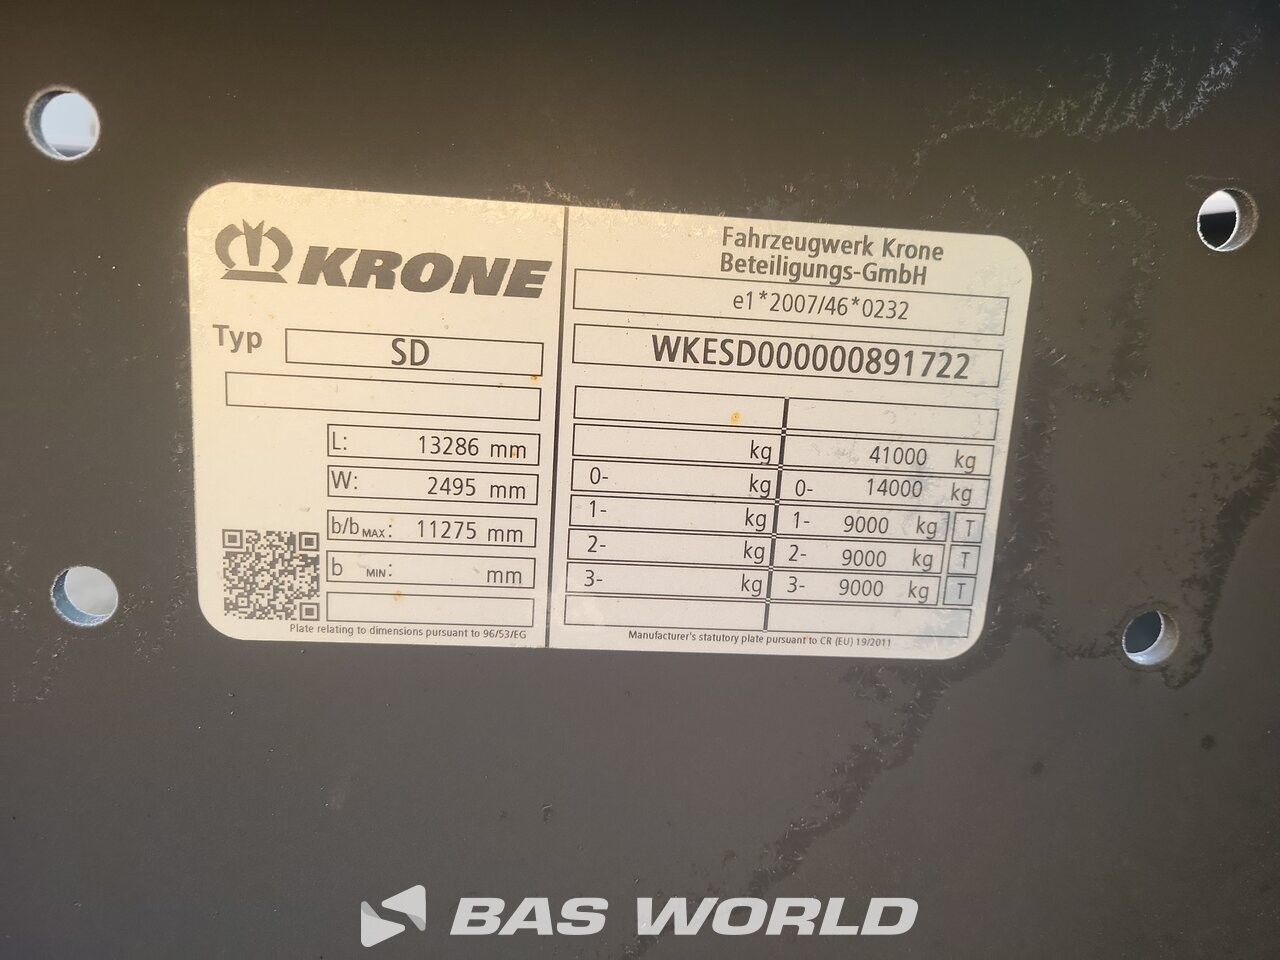 KRONE
Typ SD
L: 13286 mm
W: 2495 mm
b/b MAX: 11275 mm
b MIN: mm
Plate relating to dimensions pursuant to 96/53/EG
Fahrzeugwerk Krone
Beteiligungs-GmbH
e1*2007/46*0232
WKESD000000891722
kg 41000 kg
0- kg 0- 14000 kg
1- kg 1- 9000 kg T
2- kg 2- 9000 kg T
3- kg 3- 9000 kg T
Manufacturer's statutory plate pursuant to CR (EU) 19/2011
BAS WORLD